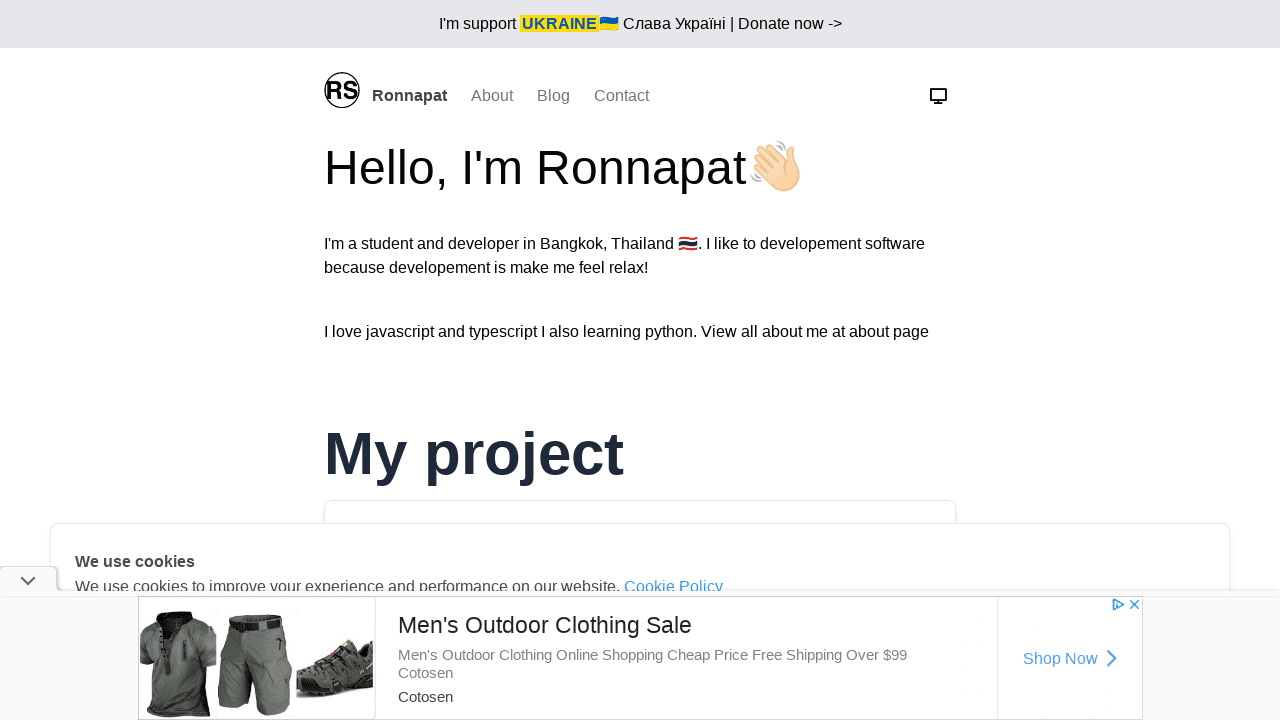 I'm support UKRAINE🇺🇦 Слава Україні | Donate now ->
RS Ronnapat About Blog Contact
Hello, I'm Ronnapat👋🏻
I'm a student and developer in Bangkok, Thailand 🇹🇭. I like to developement software
because developement is make me feel relax!
I love javascript and typescript I also learning python. View all about me at about page
My project
We use cookies
We use cookies to improve your experience and performance on our website. Cookie Policy
Men's Outdoor Clothing Sale
Men's Outdoor Clothing Online Shopping Cheap Price Free Shipping Over $99
Cotosen
Cotosen
Shop Now